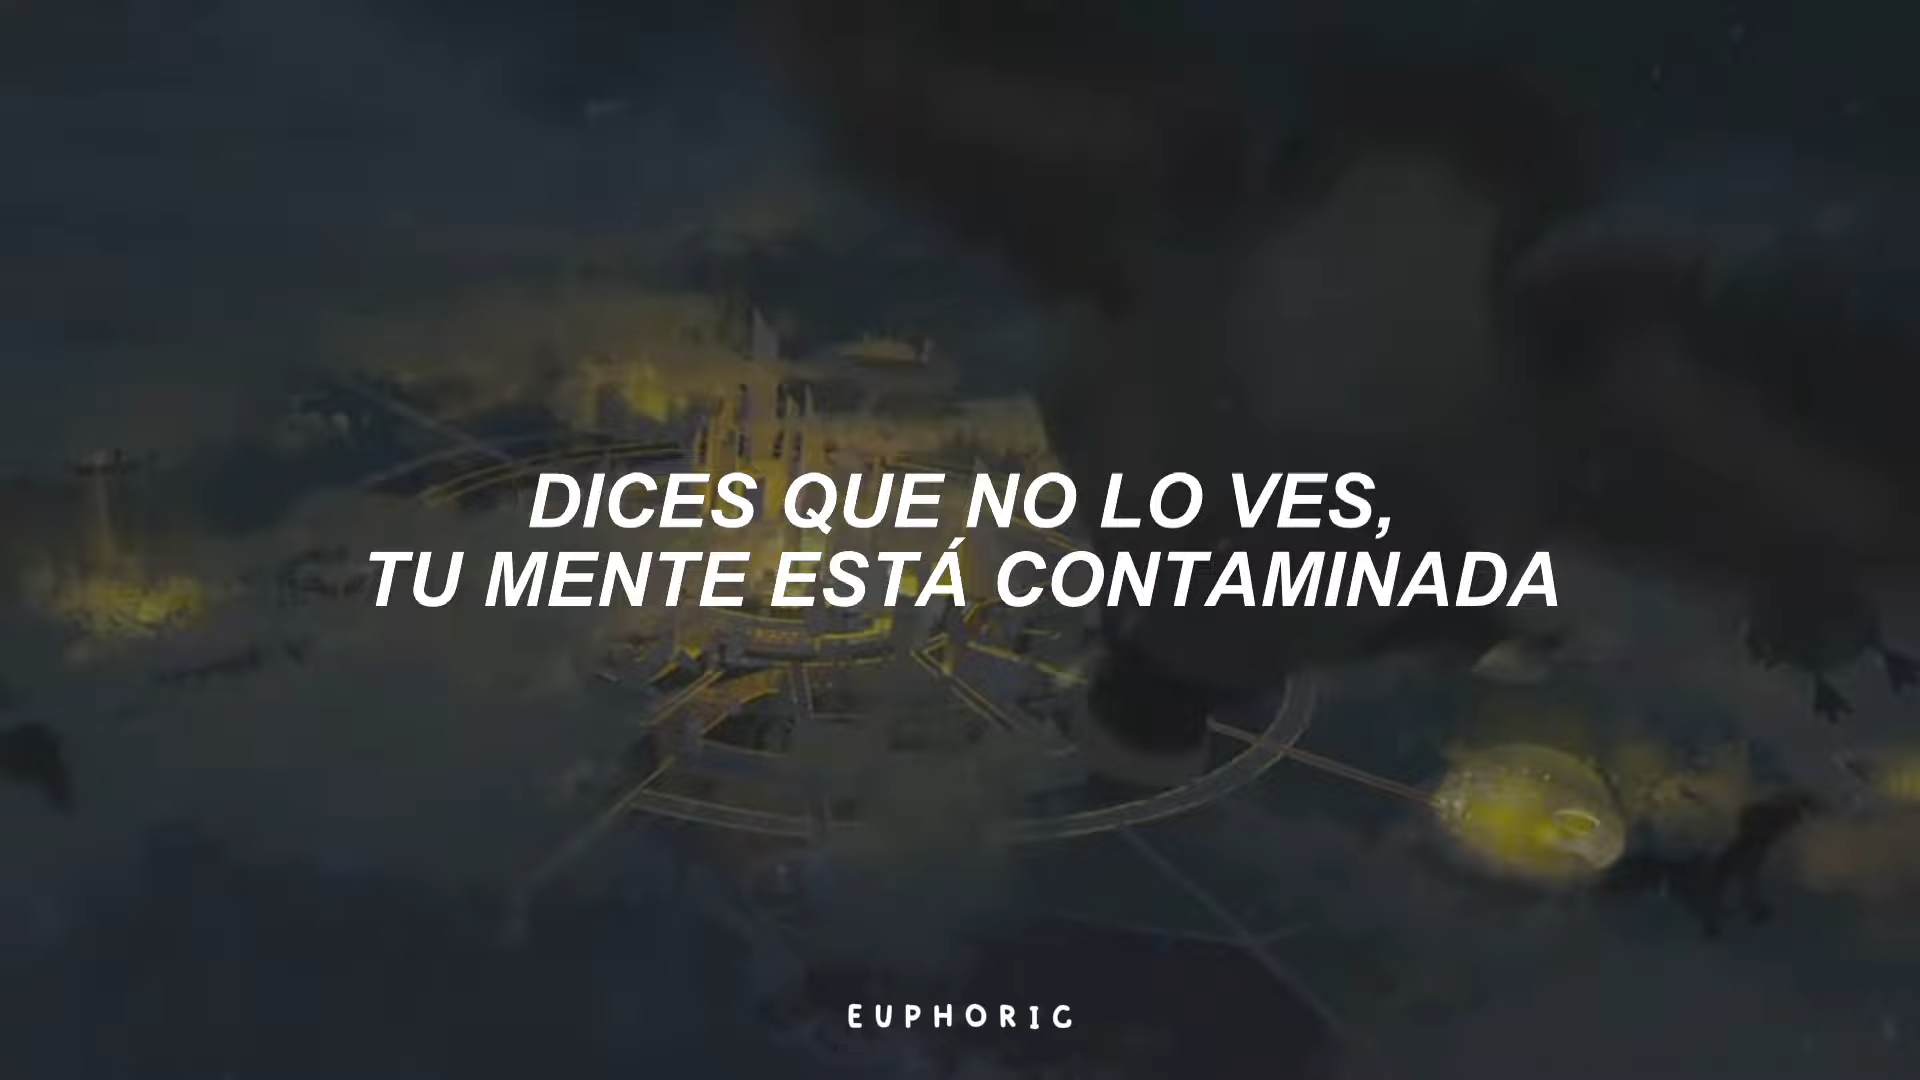 DICES QUE NO LO VES,
TU MENTE ESTÁ CONTAMINADA
EUPHORIC